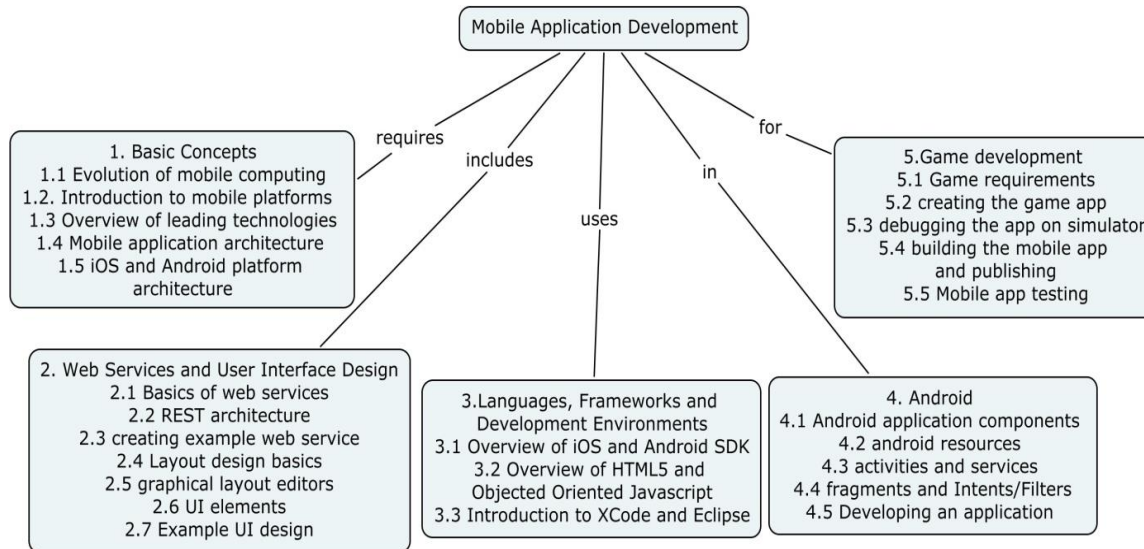 Mobile Application Development
requires
includes
uses
in
for
1. Basic Concepts
1.1 Evolution of mobile computing
1.2. Introduction to mobile platforms
1.3 Overview of leading technologies
1.4 Mobile application architecture
1.5 iOS and Android platform
architecture
2. Web Services and User Interface Design
2.1 Basics of web services
2.2 REST architecture
2.3 creating example web service
2.4 Layout design basics
2.5 graphical layout editors
2.6 UI elements
2.7 Example UI design
3.Languages, Frameworks and
Development Environments
3.1 Overview of iOS and Android SDK
3.2 Overview of HTML5 and
Objected Oriented Javascript
3.3 Introduction to XCode and Eclipse
4. Android
4.1 Android application components
4.2 android resources
4.3 activities and services
4.4 fragments and Intents/Filters
4.5 Developing an application
5.Game development
5.1 Game requirements
5.2 creating the game app
5.3 debugging the app on simulator
5.4 building the mobile app
and publishing
5.5 Mobile app testing